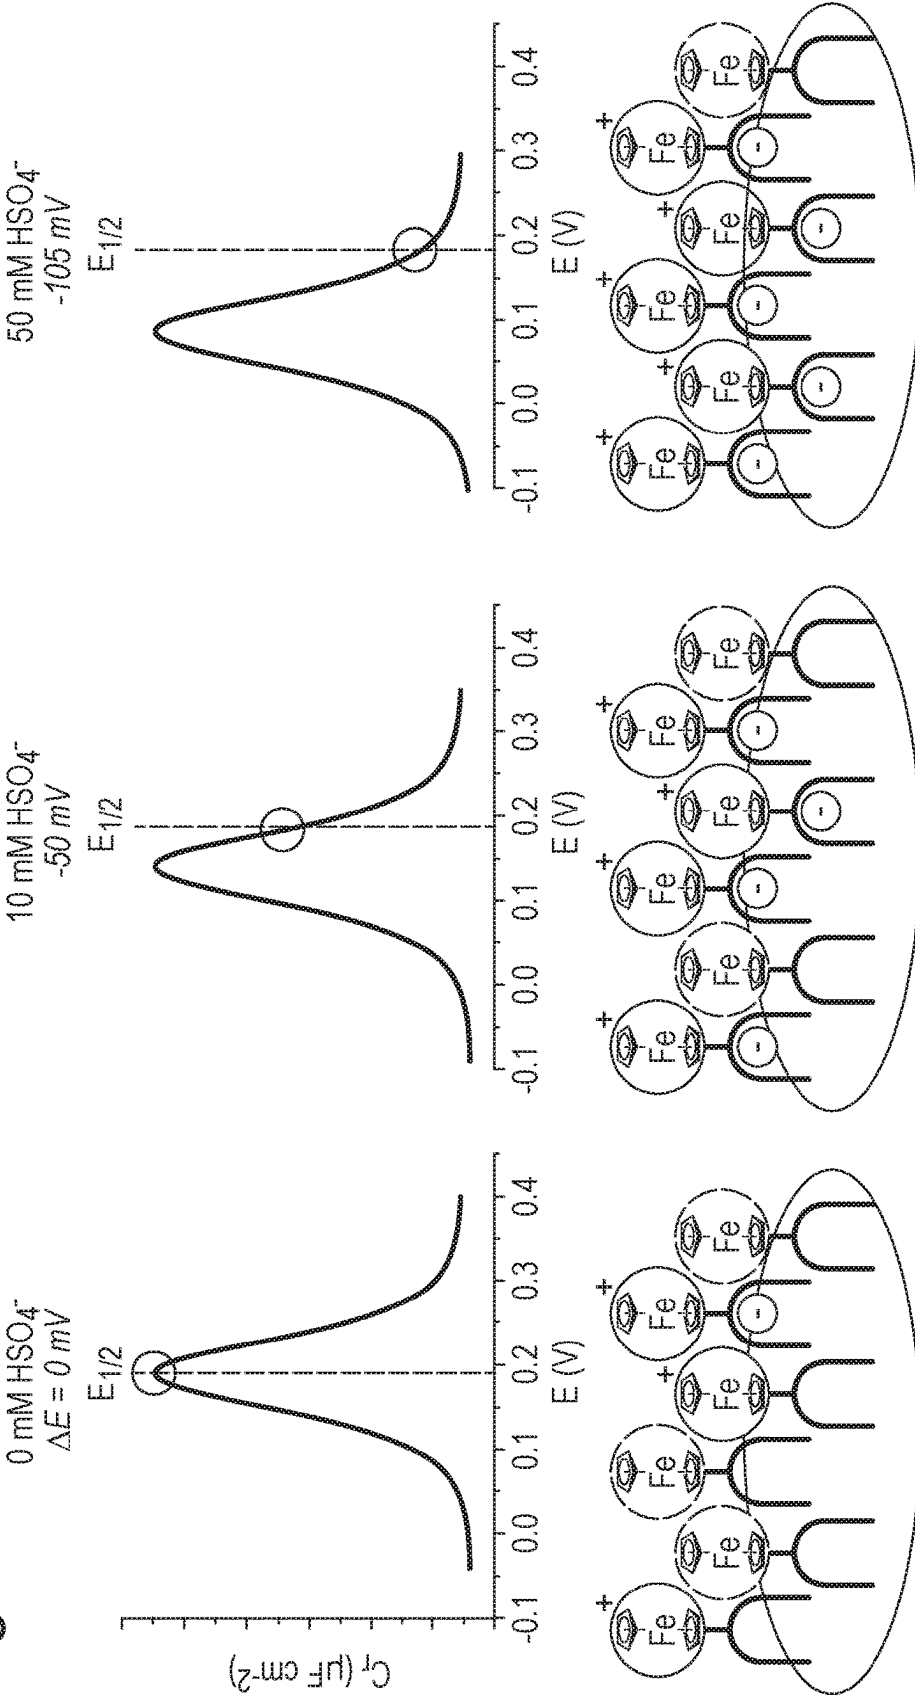 0 mM HSO4⁻
ΔE = 0 mV
E1/2
Cr (μF cm⁻²)
-0.1 0.0 0.1 0.2 0.3 0.4
E (V)
+ + +
Fe Fe Fe Fe Fe Fe
-
10 mM HSO4⁻
-50 mV
E1/2
-0.1 0.0 0.1 0.2 0.3 0.4
E (V)
+ + + +
Fe Fe Fe Fe Fe Fe
- - - -
50 mM HSO4⁻
-105 mV
E1/2
-0.1 0.0 0.1 0.2 0.3 0.4
E (V)
+ + + + +
Fe Fe Fe Fe Fe Fe
- - - - -